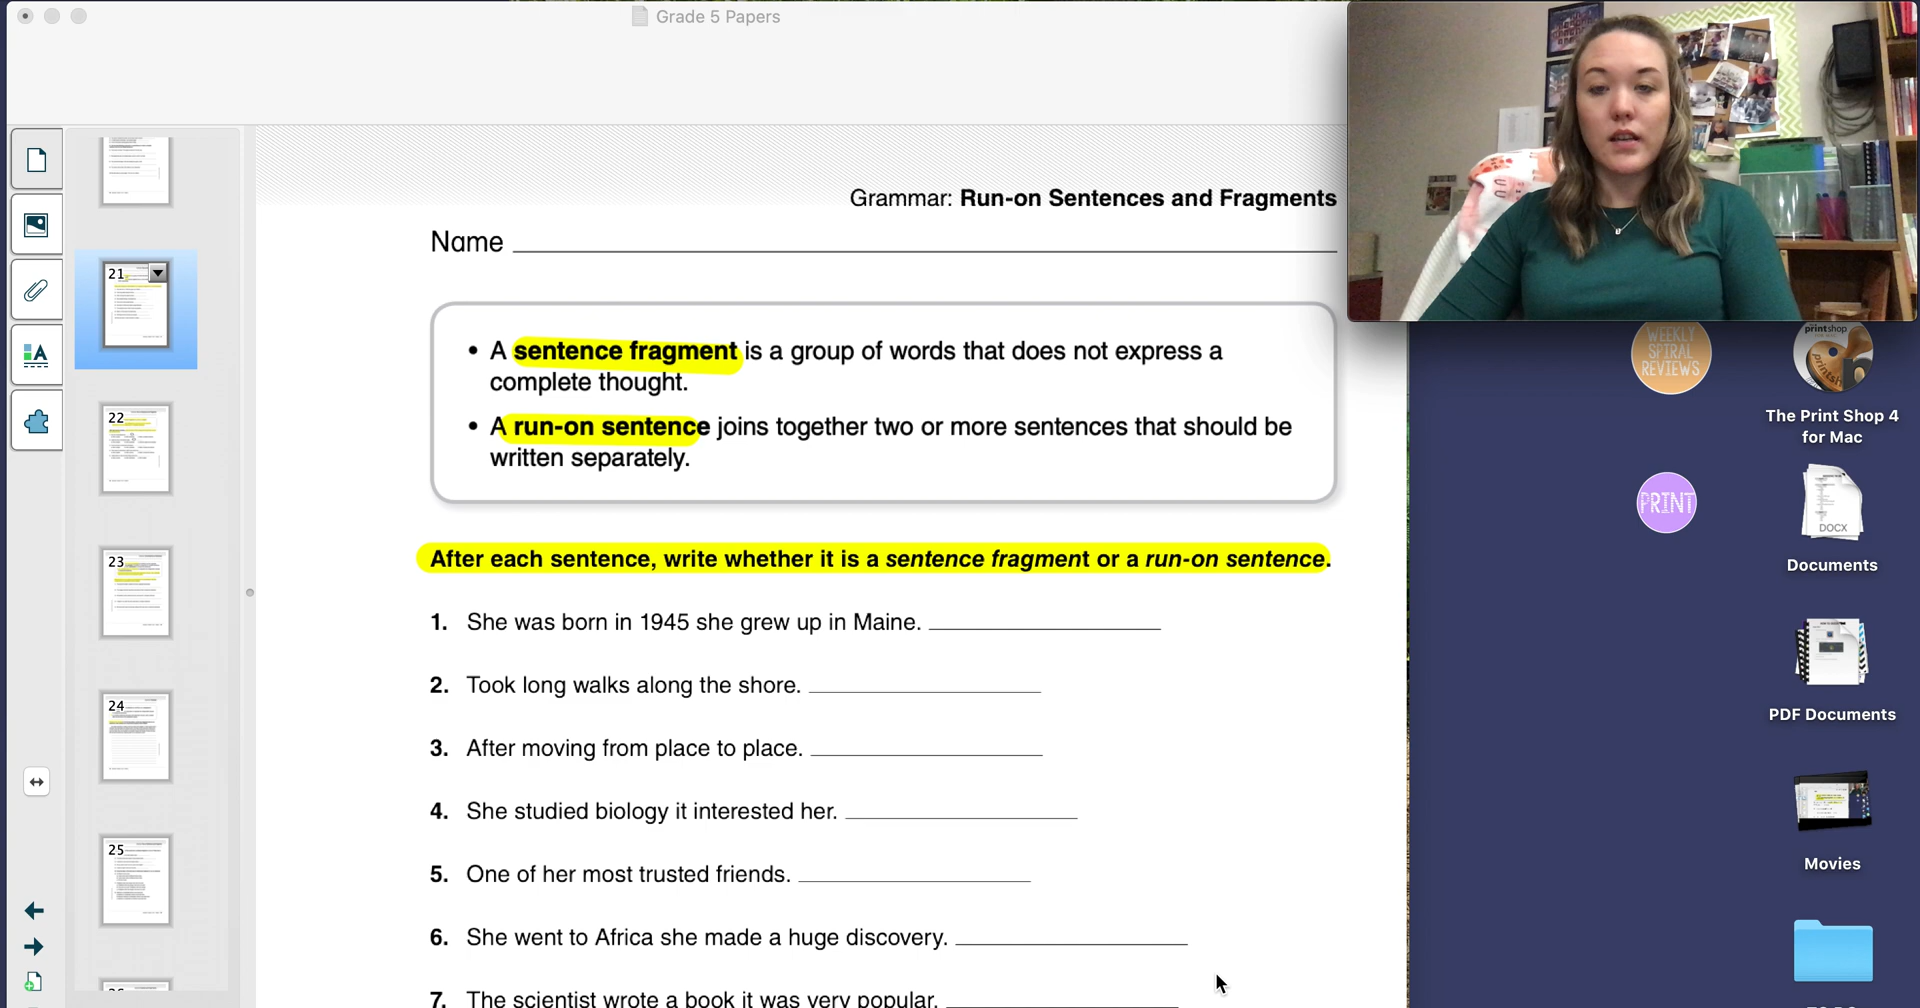 Grade 5 Papers
Grammar: Run-on Sentences and Fragments
Name
• A sentence fragment is a group of words that does not express a
complete thought.
• A run-on sentence joins together two or more sentences that should be
written separately.
After each sentence, write whether it is a sentence fragment or a run-on sentence.
1. She was born in 1945 she grew up in Maine.
2. Took long walks along the shore.
3. After moving from place to place.
4. She studied biology it interested her.
5. One of her most trusted friends.
6. She went to Africa she made a huge discovery.
7. The scientist wrote a book it was very popular.
21
22
23
24
25
WEEKLY
SPIRAL
REVIEWS
printshop
The Print Shop 4
for Mac
PRINT
DOCX
Documents
PDF Documents
Movies